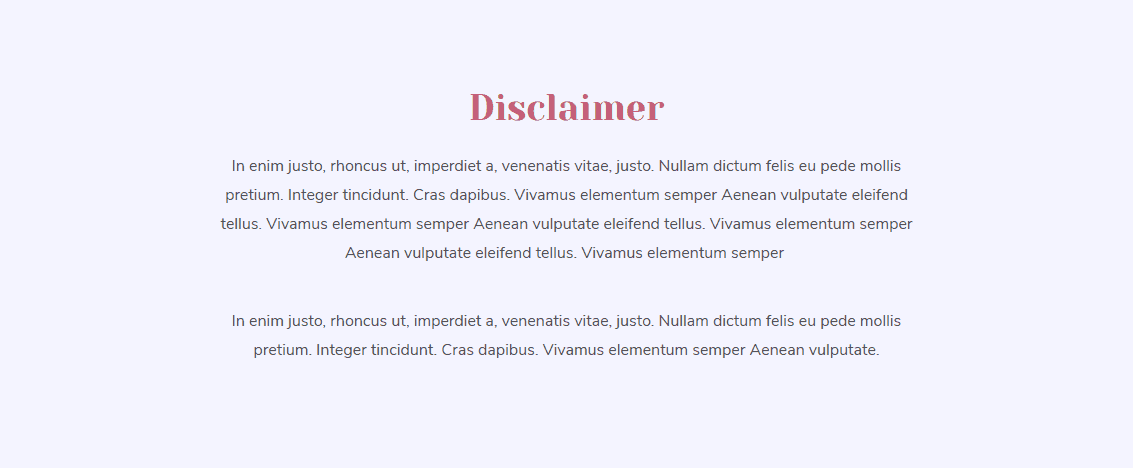 Disclaimer
In enim justo, rhoncus ut, imperdiet a, venenatis vitae, justo. Nullam dictum felis eu pede mollis
pretium. Integer tincidunt. Cras dapibus. Vivamus elementum semper Aenean vulputate eleifend
tellus. Vivamus elementum semper Aenean vulputate eleifend tellus. Vivamus elementum semper
Aenean vulputate eleifend tellus. Vivamus elementum semper
In enim justo, rhoncus ut, imperdiet a, venenatis vitae, justo. Nullam dictum felis eu pede mollis
pretium. Integer tincidunt. Cras dapibus. Vivamus elementum semper Aenean vulputate.